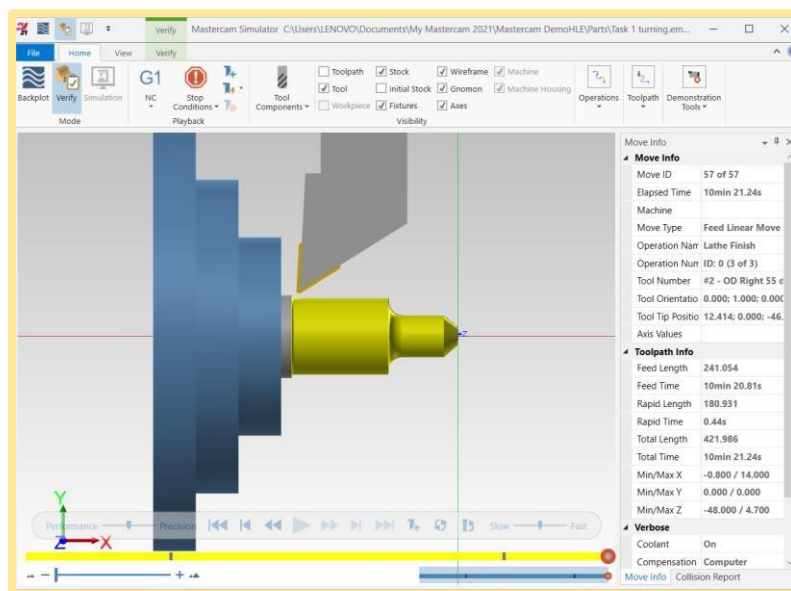 Verify Mastercam Simulator C:\Users\LENOVO\Documents\My Mastercam 2021\Mastercam DemoHLE\Parts\Task 1 turning.em...
File Home View Verify
Backplot Verify Simulation
Mode
G1
NC
Stop
Conditions
Playback
Tool
Components
Toolpath Stock Wireframe Machine
Tool Initial Stock Gnomon Machine Housing
Workpiece Fixtures Axes
Visibility
Operations Toolpath Demonstration
Tools
Move Info
Move Info
Move ID 57 of 57
Elapsed Time 10min 21.24s
Machine
Move Type Feed Linear Move
Operation Nam Lathe Finish
Operation Num ID: 0 (3 of 3)
Tool Number #2 - OD Right 55 d
Tool Orientatio 0.000; 1.000; 0.000
Tool Tip Positio 12.414; 0.000; -46.
Axis Values
Toolpath Info
Feed Length 241.054
Feed Time 10min 20.81s
Rapid Length 180.931
Rapid Time 0.44s
Total Length 421.986
Total Time 10min 21.24s
Min/Max X -0.800 / 14.000
Min/Max Y 0.000 / 0.000
Min/Max Z -48.000 / 4.700
Verbose
Coolant On
Compensation Computer
Move Info Collision Report
Z
Y
Z X
Performance Precision Slow Fast